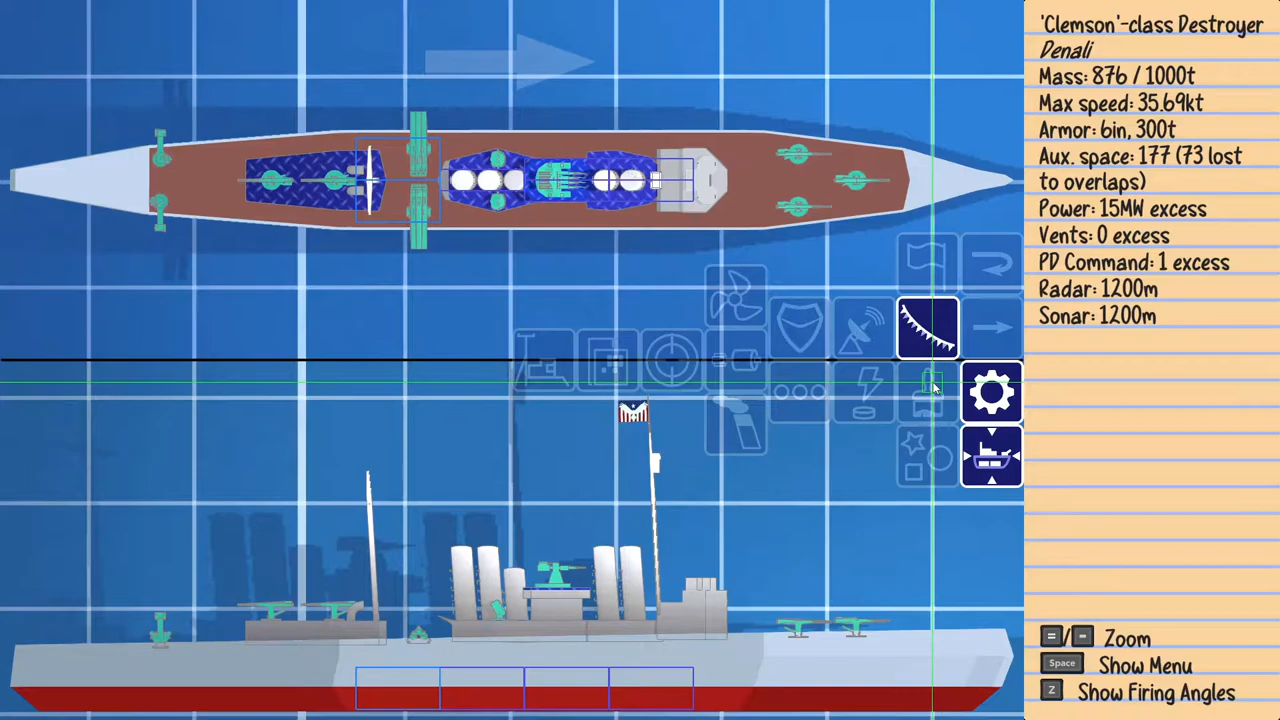 'Clemson'-class Destroyer
Denali
Mass: 876 / 1000t
Max speed: 35.69kt
Armor: 6in, 300t
Aux. space: 177 (73 lost
to overlaps)
Power: 15MW excess
Vents: 0 excess
PD Command: 1 excess
Radar: 1200m
Sonar: 1200m
=/- Zoom
Space Show Menu
Z Show Firing Angles